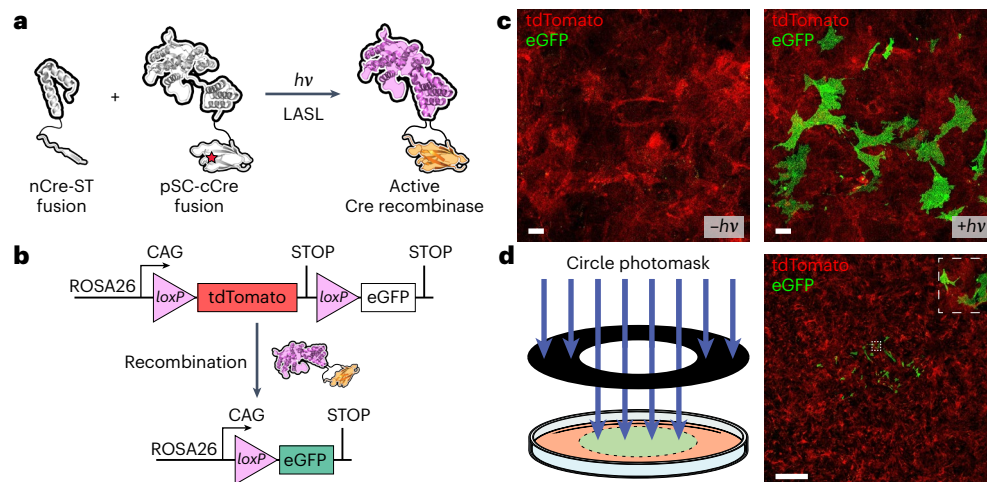 a
hν
+
LASL
nCre-ST
fusion
pSC-cCre
fusion
Active
Cre recombinase
b
CAG
STOP
STOP
ROSA26
loxP
tdTomato
loxP
eGFP
Recombination
CAG
STOP
ROSA26
loxP
eGFP
c
tdTomato
eGFP
–hν
tdTomato
eGFP
+hν
d
Circle photomask
tdTomato
eGFP